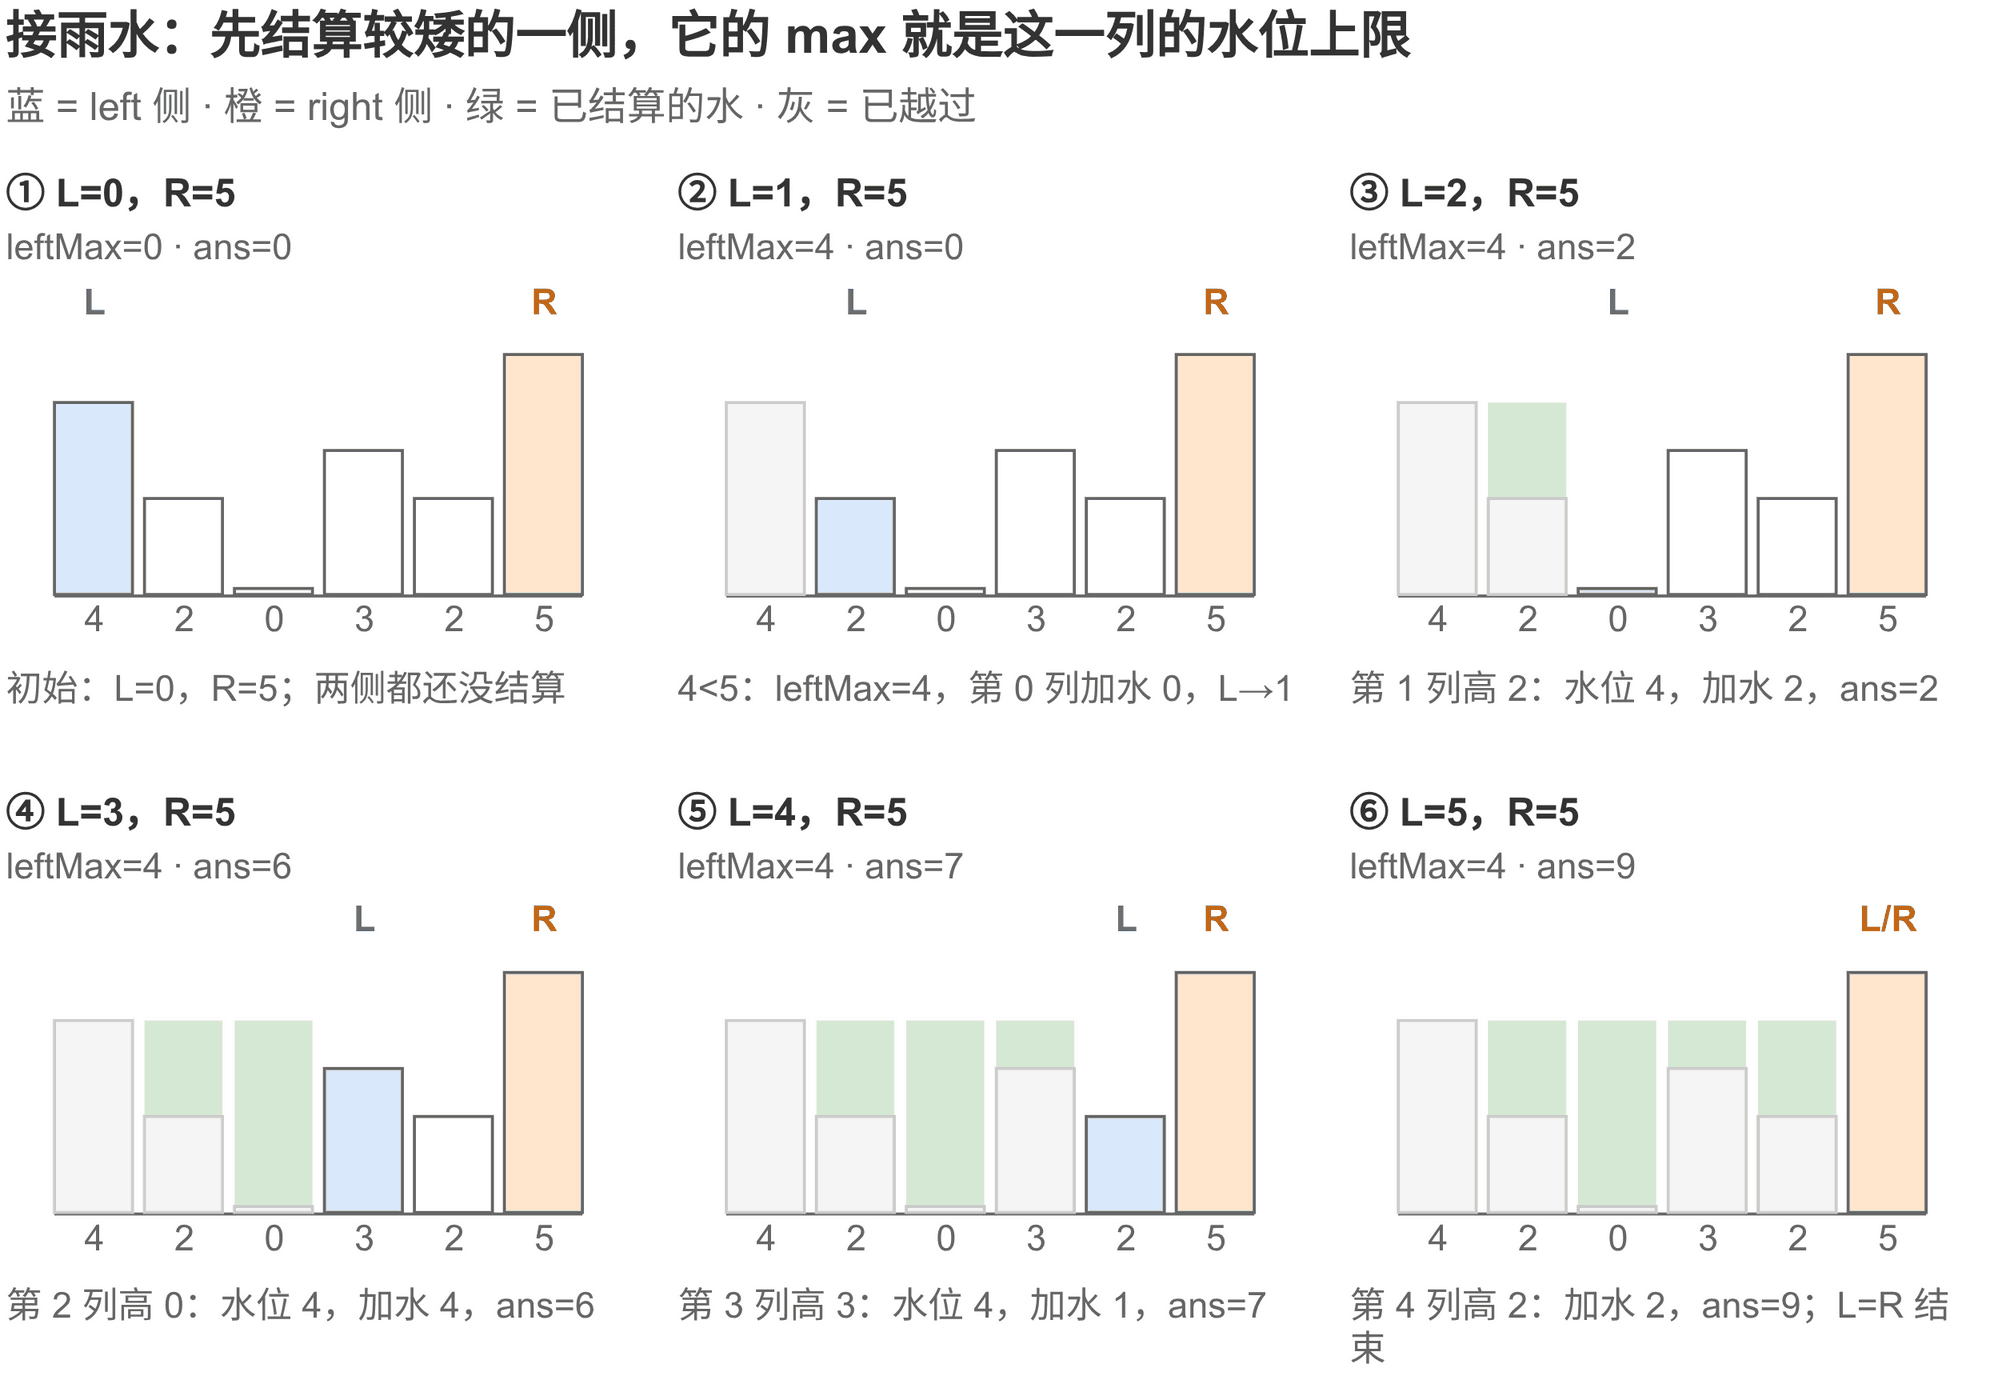 接雨水：先结算较矮的一侧，它的 max 就是这一列的水位上限
蓝 = left 侧 · 橙 = right 侧 · 绿 = 已结算的水 · 灰 = 已越过
① L=0，R=5
leftMax=0 · ans=0
L R
4 2 0 3 2 5
初始：L=0，R=5；两侧都还没结算
② L=1，R=5
leftMax=4 · ans=0
L R
4 2 0 3 2 5
4<5：leftMax=4，第 0 列加水 0，L→1
③ L=2，R=5
leftMax=4 · ans=2
L R
4 2 0 3 2 5
第 1 列高 2：水位 4，加水 2，ans=2
④ L=3，R=5
leftMax=4 · ans=6
L R
4 2 0 3 2 5
第 2 列高 0：水位 4，加水 4，ans=6
⑤ L=4，R=5
leftMax=4 · ans=7
L R
4 2 0 3 2 5
第 3 列高 3：水位 4，加水 1，ans=7
⑥ L=5，R=5
leftMax=4 · ans=9
L/R
4 2 0 3 2 5
第 4 列高 2：加水 2，ans=9；L=R 结
束